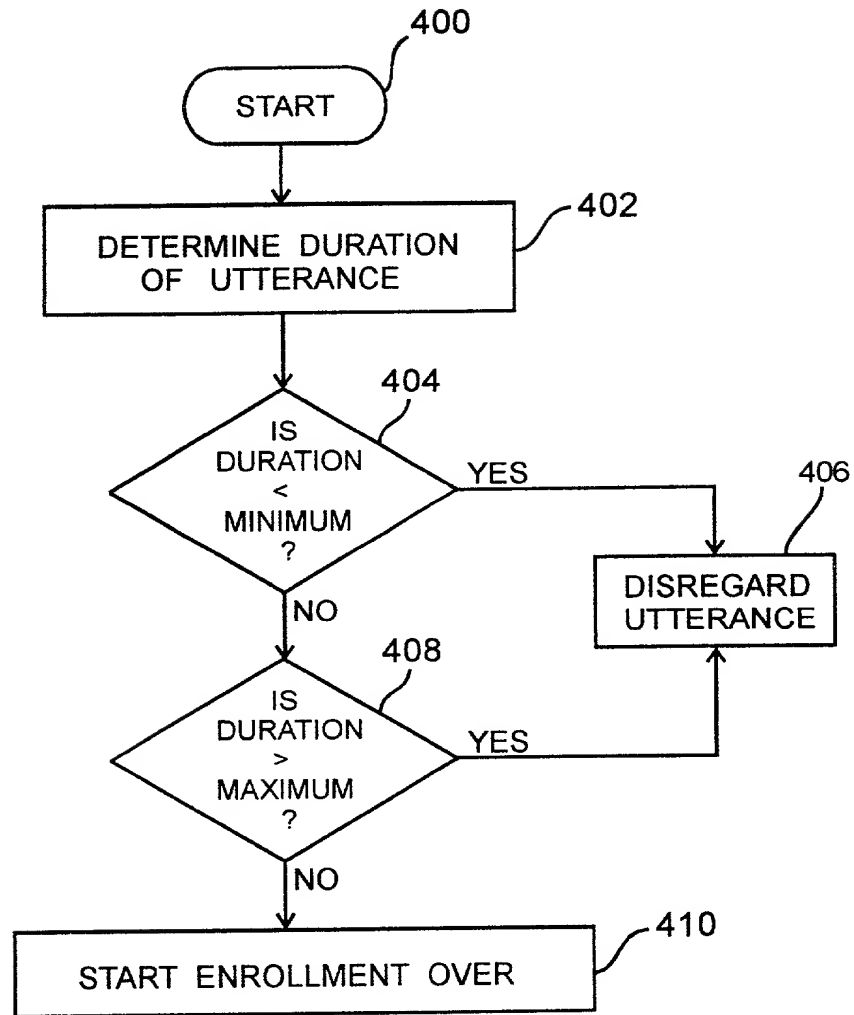 400
START
402
DETERMINE DURATION
OF UTTERANCE
404
IS
DURATION
<
MINIMUM
?
YES
406
DISREGARD
UTTERANCE
NO
408
IS
DURATION
>
MAXIMUM
?
YES
NO
410
START ENROLLMENT OVER